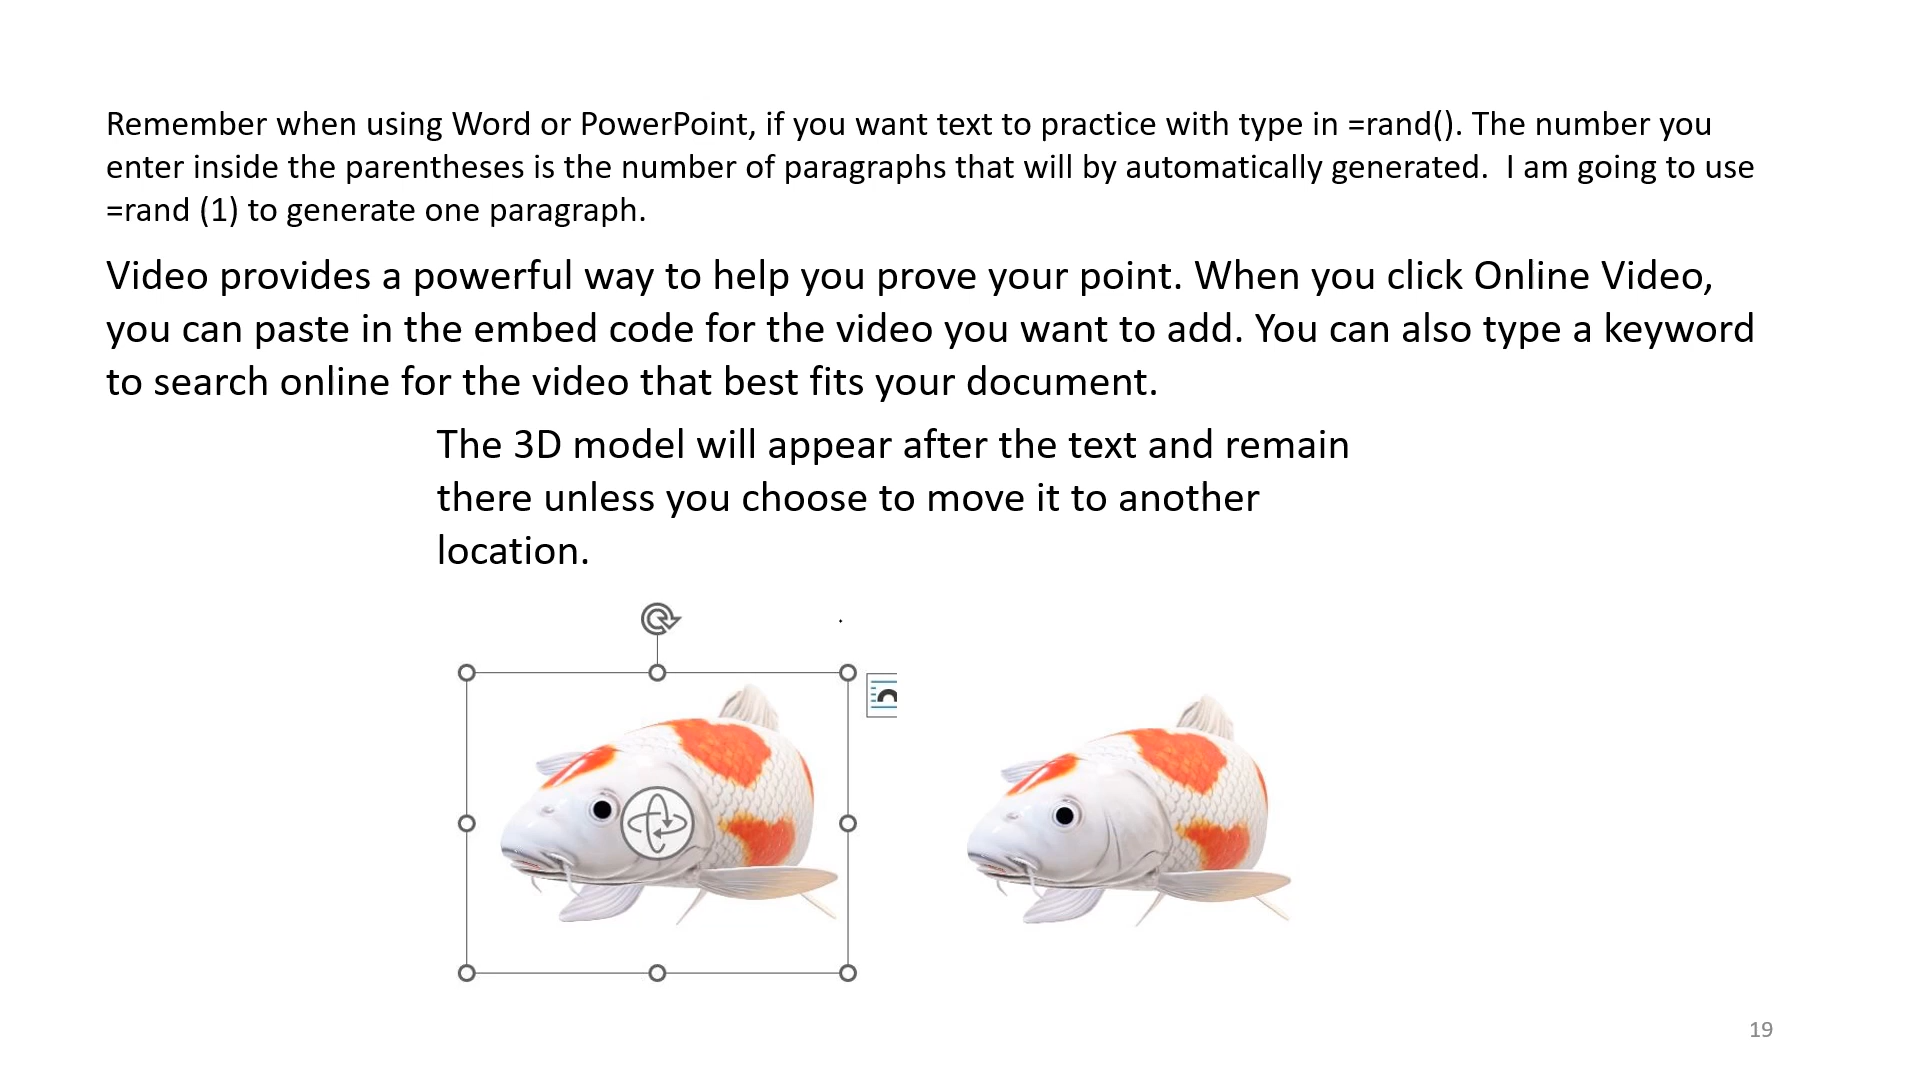 Remember when using Word or PowerPoint, if you want text to practice with type in =rand(). The number you
enter inside the parentheses is the number of paragraphs that will by automatically generated.  I am going to use
=rand (1) to generate one paragraph.
Video provides a powerful way to help you prove your point. When you click Online Video,
you can paste in the embed code for the video you want to add. You can also type a keyword
to search online for the video that best fits your document.
The 3D model will appear after the text and remain
there unless you choose to move it to another
location.
19